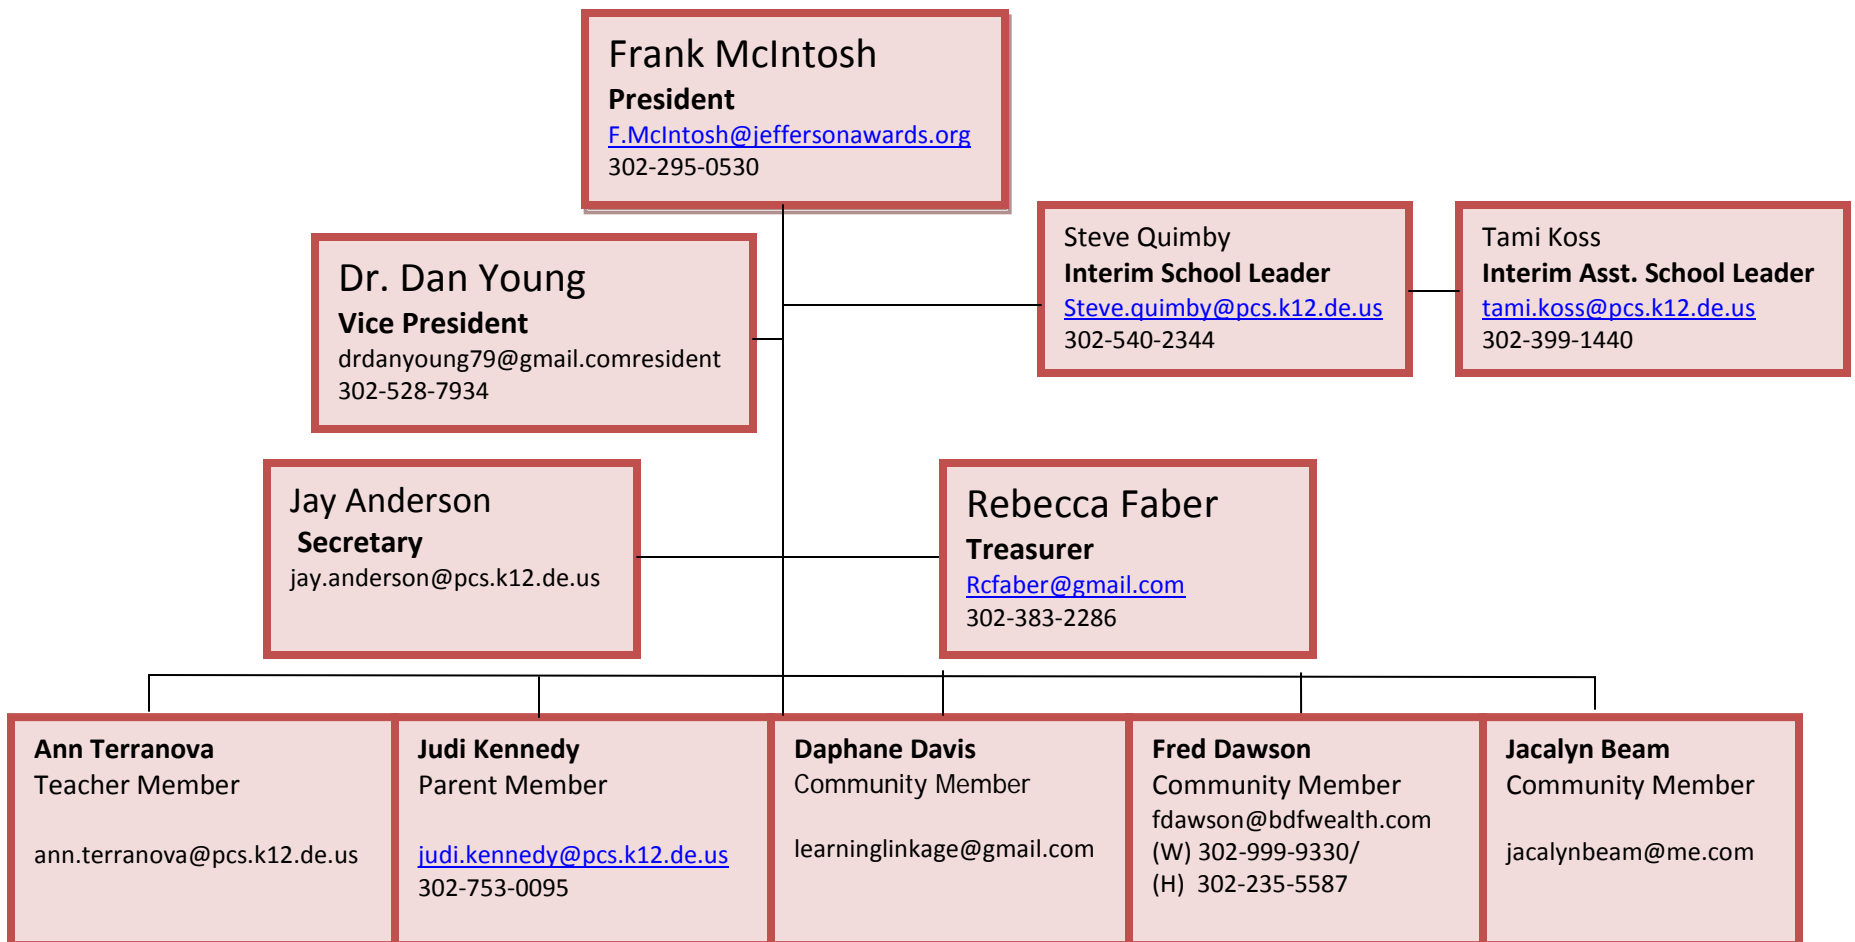 Frank McIntosh
President
F.McIntosh@jeffersonawards.org
302-295-0530
Dr. Dan Young
Vice President
drdanyoung79@gmail.comresident
302-528-7934
Steve Quimby
Interim School Leader
Steve.quimby@pcs.k12.de.us
302-540-2344
Tami Koss
Interim Asst. School Leader
tami.koss@pcs.k12.de.us
302-399-1440
Jay Anderson
Secretary
jay.anderson@pcs.k12.de.us
Rebecca Faber
Treasurer
Rcfaber@gmail.com
302-383-2286
Ann Terranova
Teacher Member
ann.terranova@pcs.k12.de.us
Judi Kennedy
Parent Member
judi.kennedy@pcs.k12.de.us
302-753-0095
Daphane Davis
Community Member
learninglinkage@gmail.com
Fred Dawson
Community Member
fdawson@bdfwealth.com
(W) 302-999-9330/
(H)  302-235-5587
Jacalyn Beam
Community Member
jacalynbeam@me.com